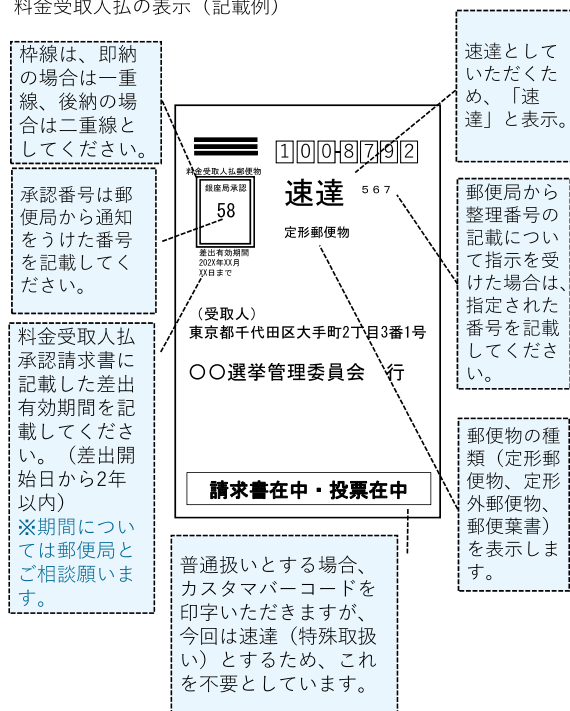 料金受取人払の表示（記載例）
枠線は、即納
の場合は一重
線、後納の場
合は二重線と
してください。
承認番号は郵
便局から通知
をうけた番号
を記載してく
ださい。
料金受取人払
承認請求書に
記載した差出
有効期間を記
載してくださ
い。（差出開
始日から2年
以内）
※期間につい
ては郵便局と
ご相談願いま
す。
100-8792
料金受取人払郵便物
銀座局承認
58
差出有効期間
202X年XX月
XX日まで
速達 567
定形郵便物
（受取人）
東京都千代田区大手町2丁目3番1号
〇〇選挙管理委員会 行
請求書在中・投票在中
速達として
いただくた
め、「速
達」と表示。
郵便局から
整理番号の
記載につい
て指示を受
けた場合は、
指定された
番号を記載
してくださ
い。
郵便物の種
類（定形郵
便物、定形
外郵便物、
郵便葉書）
を表示しま
す。
普通扱いとする場合、
カスタマバーコードを
印字いただきますが、
今回は速達（特殊取扱
い）とするため、これ
を不要としています。